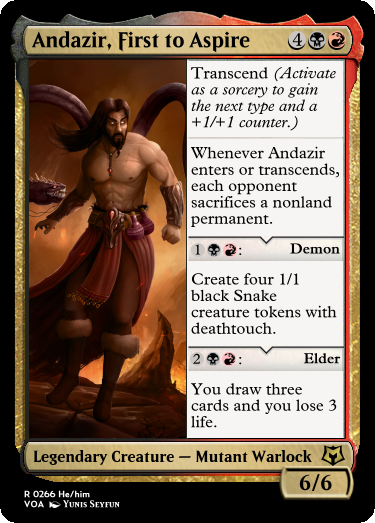 Andazir, First to Aspire 4
Transcend (Activate
as a sorcery to gain
the next type and a
+1/+1 counter.)
Whenever Andazir
enters or transcends,
each opponent
sacrifices a nonland
permanent.
1 : Demon
Create four 1/1
black Snake
creature tokens with
deathtouch.
2 : Elder
You draw three
cards and you lose 3
life.
Legendary Creature — Mutant Warlock
6/6
R 0266 He/him
VOA Yunis Seyfun